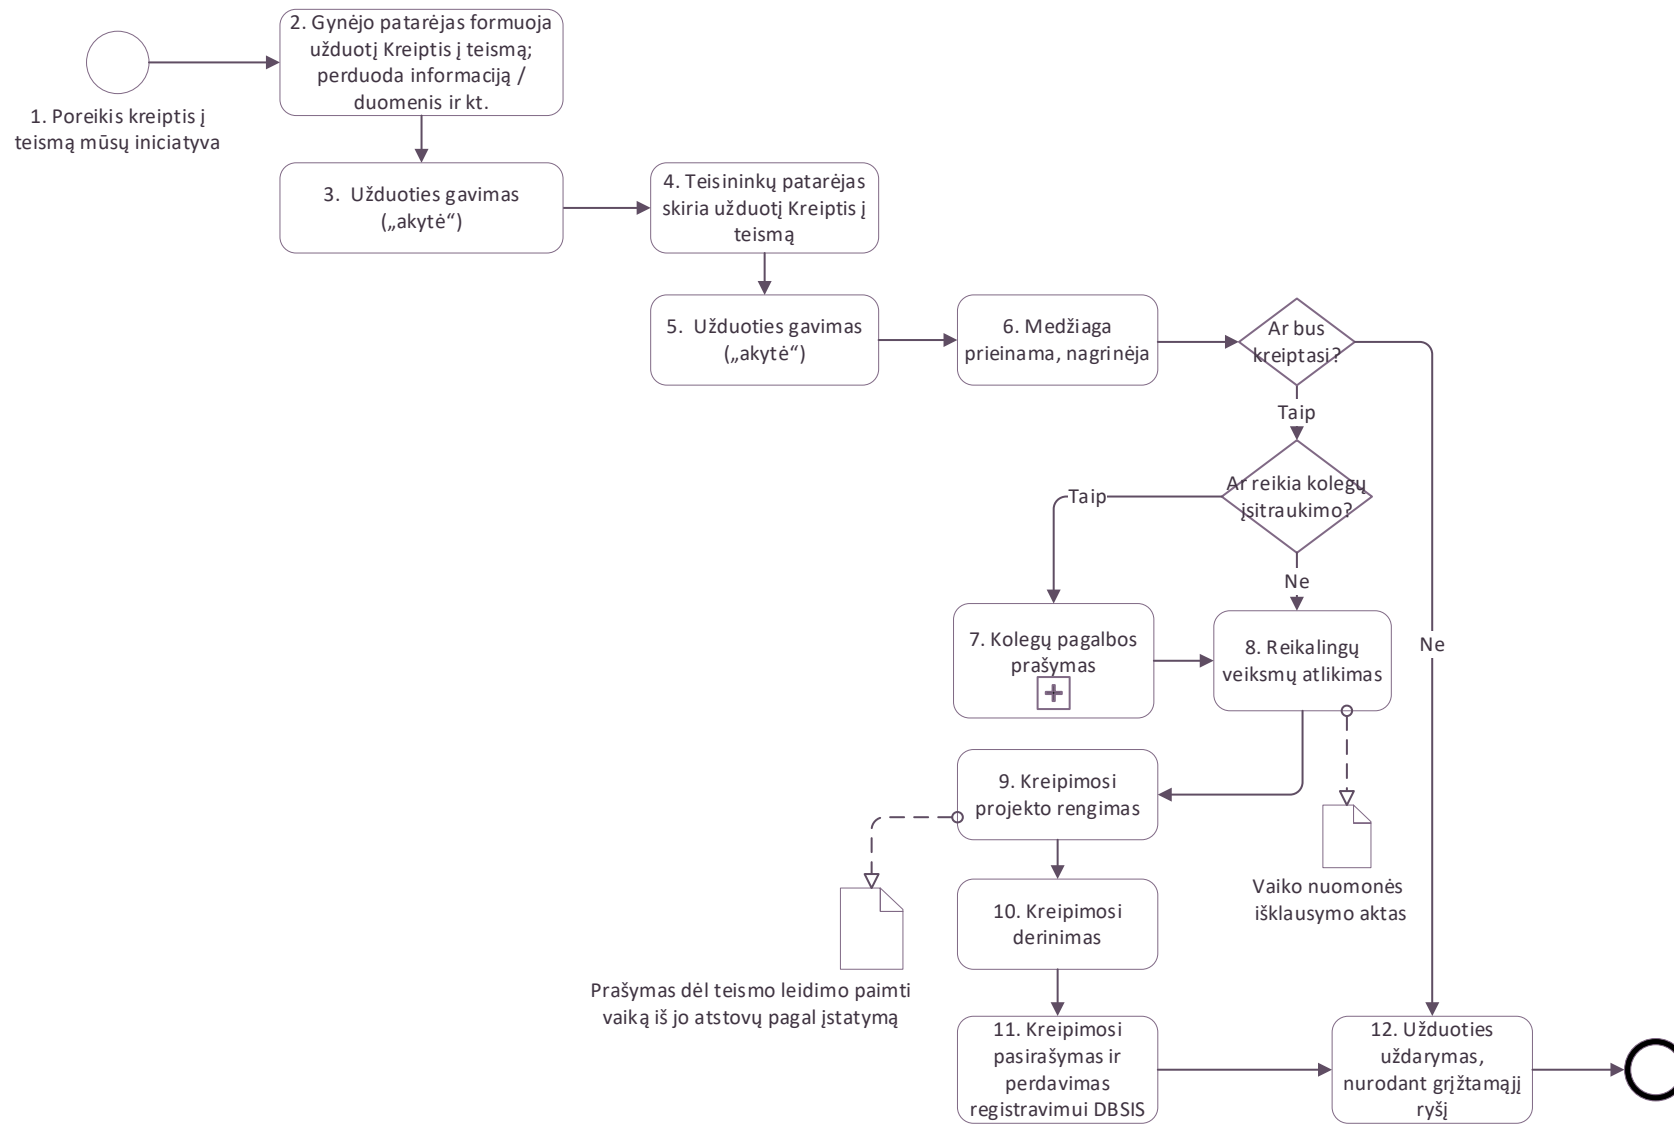 1. Poreikis kreiptis į
teismą mūsų iniciatyva
2. Gynėjo patarėjas formuoja
užduotį Kreiptis į teismą;
perduoda informaciją /
duomenis ir kt.
3.  Užduoties gavimas
(„akytė“)
4. Teisininkų patarėjas
skiria užduotį Kreiptis į
teismą
5.  Užduoties gavimas
(„akytė“)
6. Medžiaga
prieinama, nagrinėja
Ar bus
kreiptasi?
Taip
Ar reikia kolegų
įsitraukimo?
Taip
Ne
7. Kolegų pagalbos
prašymas
8. Reikalingų
veiksmų atlikimas
Ne
9. Kreipimosi
projekto rengimas
Vaiko nuomonės
išklausymo aktas
10. Kreipimosi
derinimas
Prašymas dėl teismo leidimo paimti
vaiką iš jo atstovų pagal įstatymą
11. Kreipimosi
pasirašymas ir
perdavimas
registravimui DBSIS
12. Užduoties
uždarymas,
nurodant grįžtamąjį
ryšį